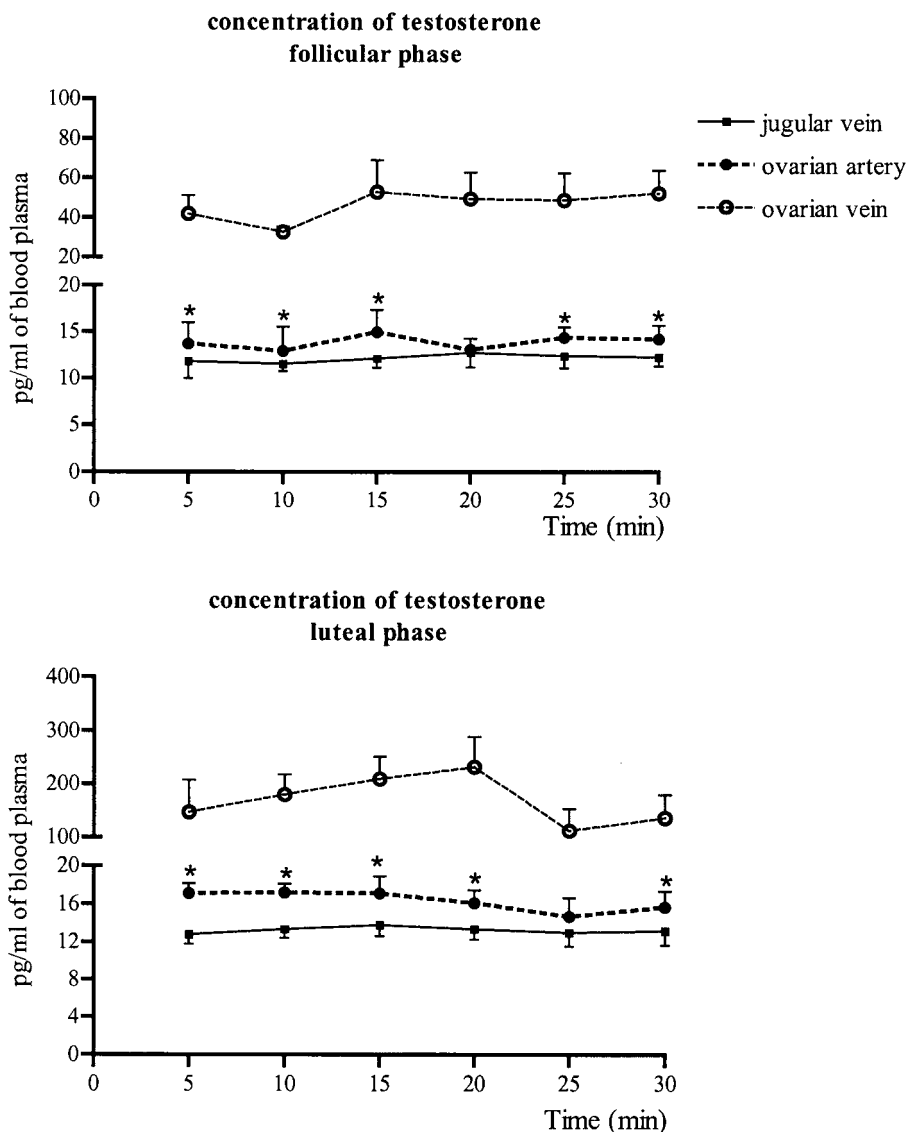 concentration of testosterone
follicular phase
pg/ml of blood plasma
100
80
60
40
20
20
15
10
5
0
* * * * *
0 5 10 15 20 25 30
Time (min)
jugular vein
ovarian artery
ovarian vein
concentration of testosterone
luteal phase
pg/ml of blood plasma
400
300
200
100
20
16
12
8
4
0
* * * * *
0 5 10 15 20 25 30
Time (min)